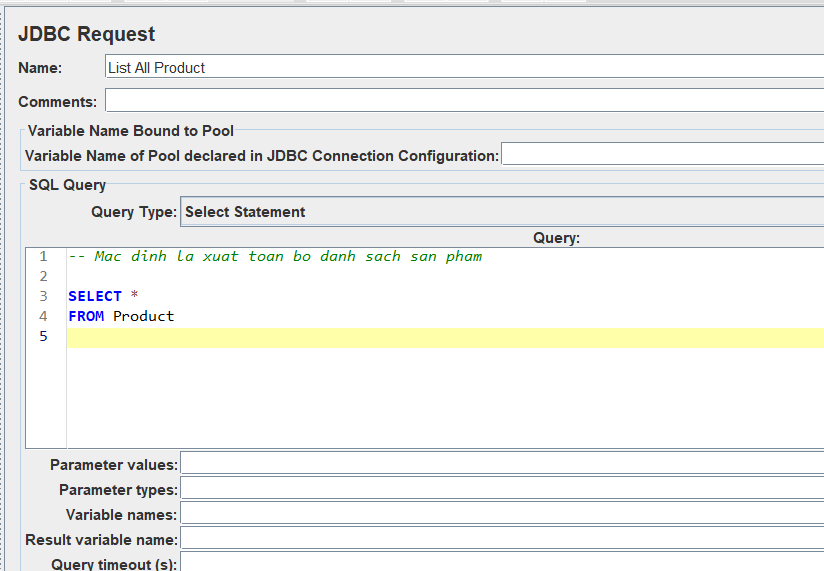 JDBC Request
Name: List All Product
Comments:
Variable Name Bound to Pool
Variable Name of Pool declared in JDBC Connection Configuration:
SQL Query
Query Type: Select Statement
Query:
1 -- Mac dinh la xuat toan bo danh sach san pham
2
3 SELECT *
4 FROM Product
5
Parameter values:
Parameter types:
Variable names:
Result variable name:
Query timeout (s):